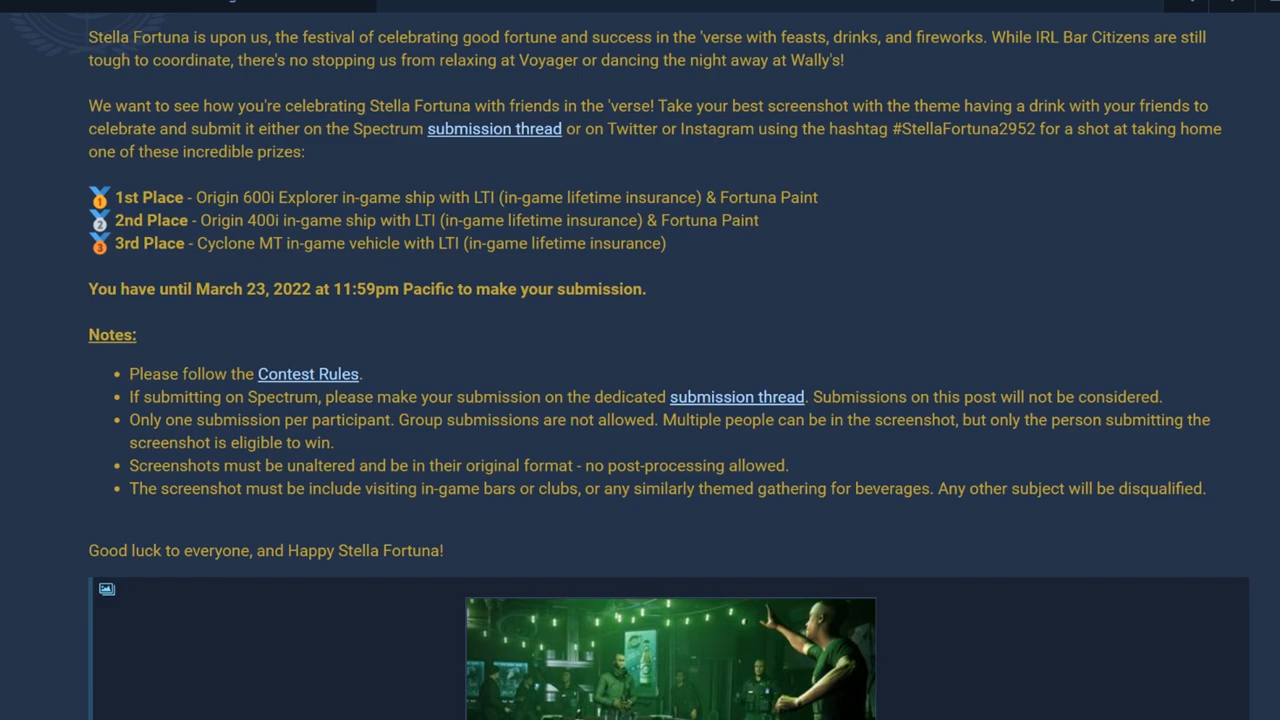 Stella Fortuna is upon us, the festival of celebrating good fortune and success in the 'verse with feasts, drinks, and fireworks. While IRL Bar Citizens are still
tough to coordinate, there's no stopping us from relaxing at Voyager or dancing the night away at Wally's!
We want to see how you're celebrating Stella Fortuna with friends in the 'verse! Take your best screenshot with the theme having a drink with your friends to
celebrate and submit it either on the Spectrum submission thread or on Twitter or Instagram using the hashtag #StellaFortuna2952 for a shot at taking home
one of these incredible prizes:
1st Place - Origin 600i Explorer in-game ship with LTI (in-game lifetime insurance) & Fortuna Paint
2nd Place - Origin 400i in-game ship with LTI (in-game lifetime insurance) & Fortuna Paint
3rd Place - Cyclone MT in-game vehicle with LTI (in-game lifetime insurance)
You have until March 23, 2022 at 11:59pm Pacific to make your submission.
Notes:
• Please follow the Contest Rules.
• If submitting on Spectrum, please make your submission on the dedicated submission thread. Submissions on this post will not be considered.
• Only one submission per participant. Group submissions are not allowed. Multiple people can be in the screenshot, but only the person submitting the
screenshot is eligible to win.
• Screenshots must be unaltered and be in their original format - no post-processing allowed.
• The screenshot must be include visiting in-game bars or clubs, or any similarly themed gathering for beverages. Any other subject will be disqualified.
Good luck to everyone, and Happy Stella Fortuna!